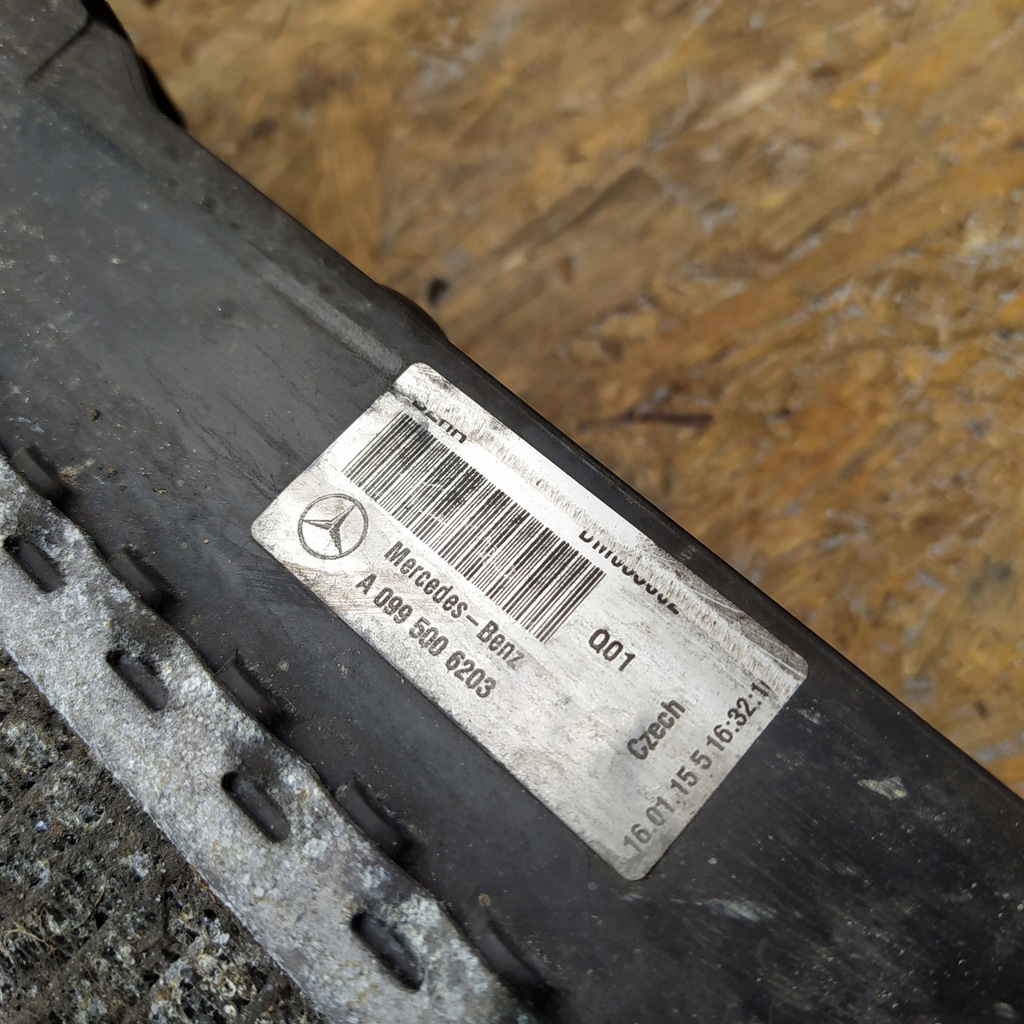 Mercedes-Benz
A 099 500 6203
Q01
Czech
16.01.15 5 16:32:1